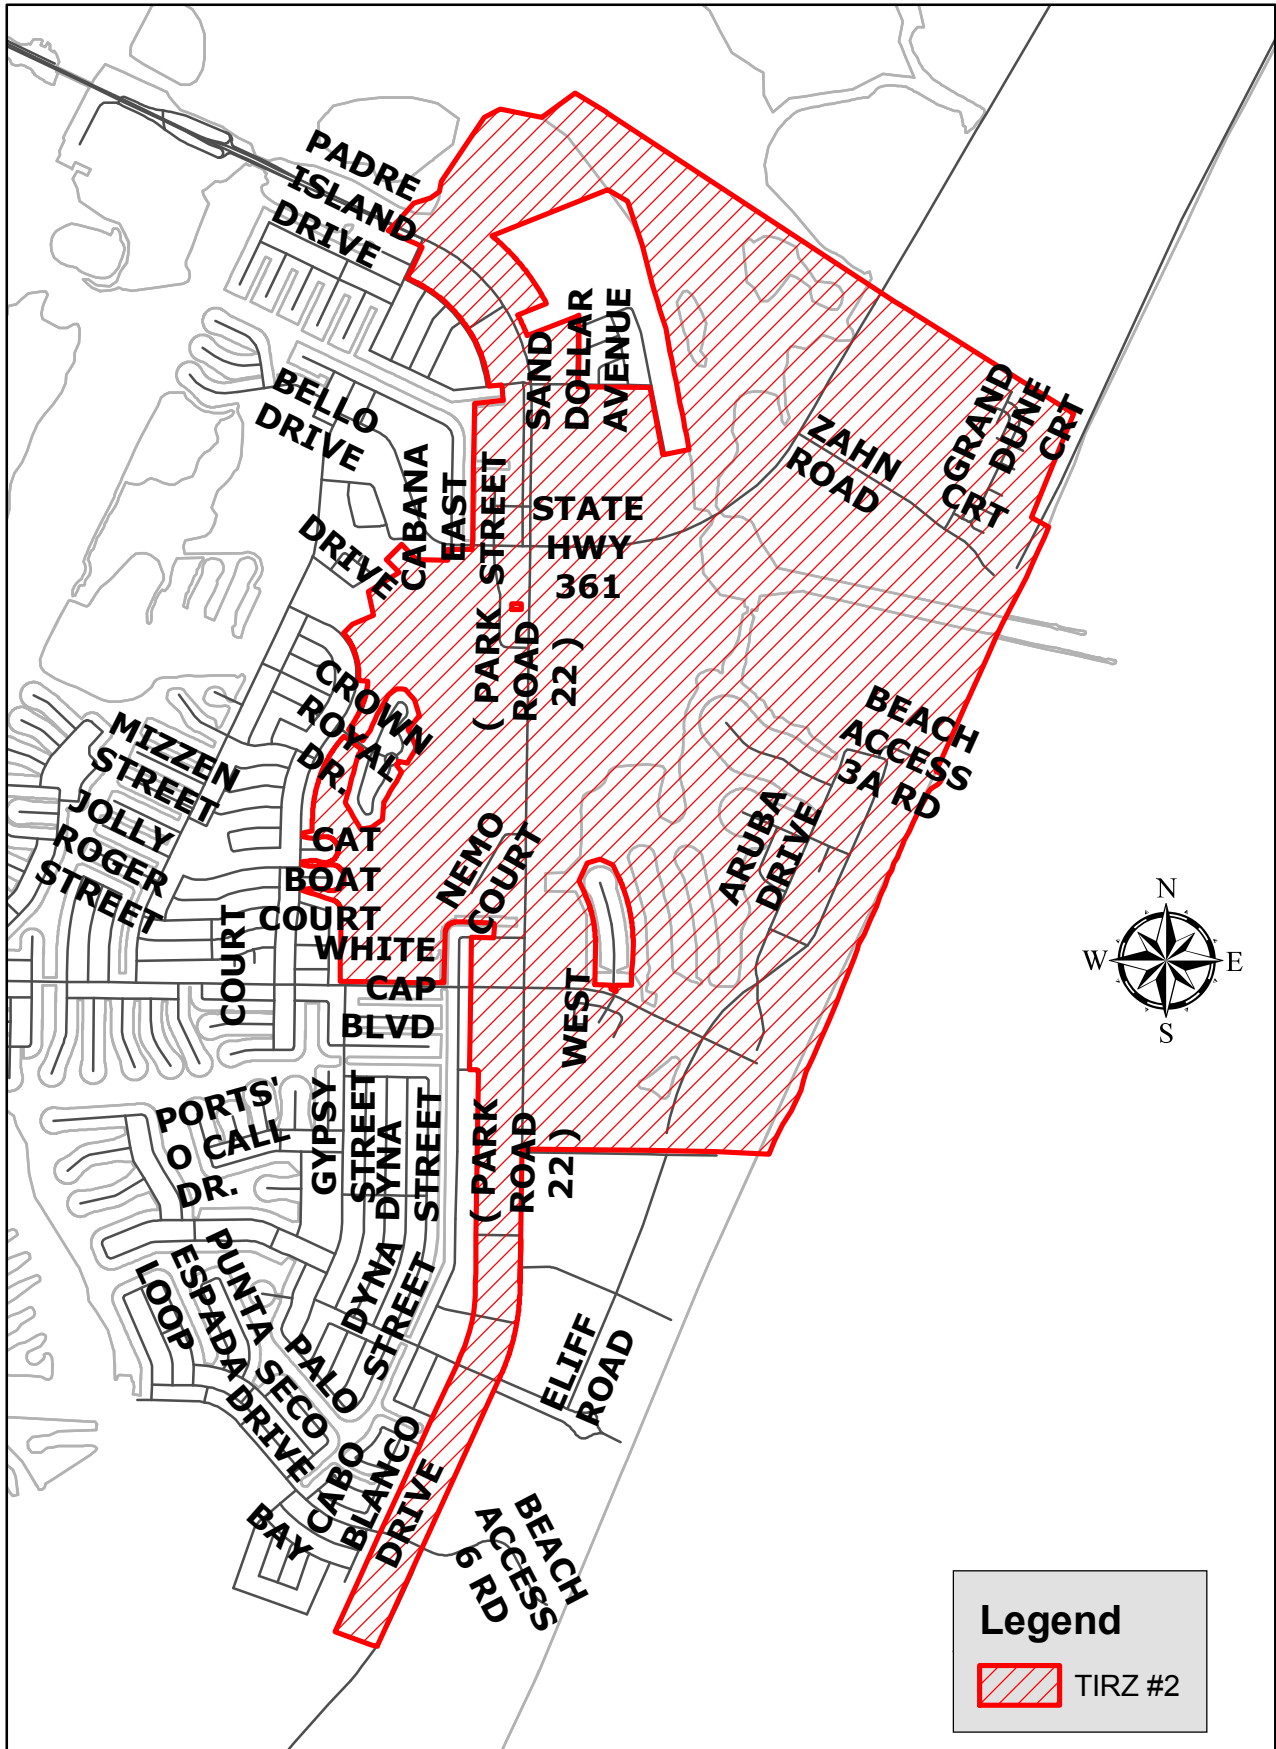 PADRE
ISLAND
DRIVE
SAND
DOLLAR
AVENUE
BELLO
DRIVE
CABANA
EAST
STREET
DRIVE
STATE
HWY
361
ZAHN
ROAD
GRAND
DUNE
CRT
CRT
( PARK
ROAD
22 )
CROWN
ROYAL
DR.
MIZZEN
STREET
JOLLY
ROGER
STREET
BEACH
ACCESS
3A RD
ARUBA
DRIVE
NEMO
COURT
CAT
BOAT
COURT
COURT
WHITE
CAP
BLVD
WEST
N
W
E
S
PORTS'
O CALL
DR.
GYPSY
STREET
DYNA
STREET
( PARK
ROAD
22 )
PUNTA
ESPADA
LOOP
DYNA
STREET
PALO
SECO
DRIVE
ELIFF
ROAD
CABO
BLANCO
DRIVE
BAY
BEACH
ACCESS
6 RD
Legend
TIRZ #2